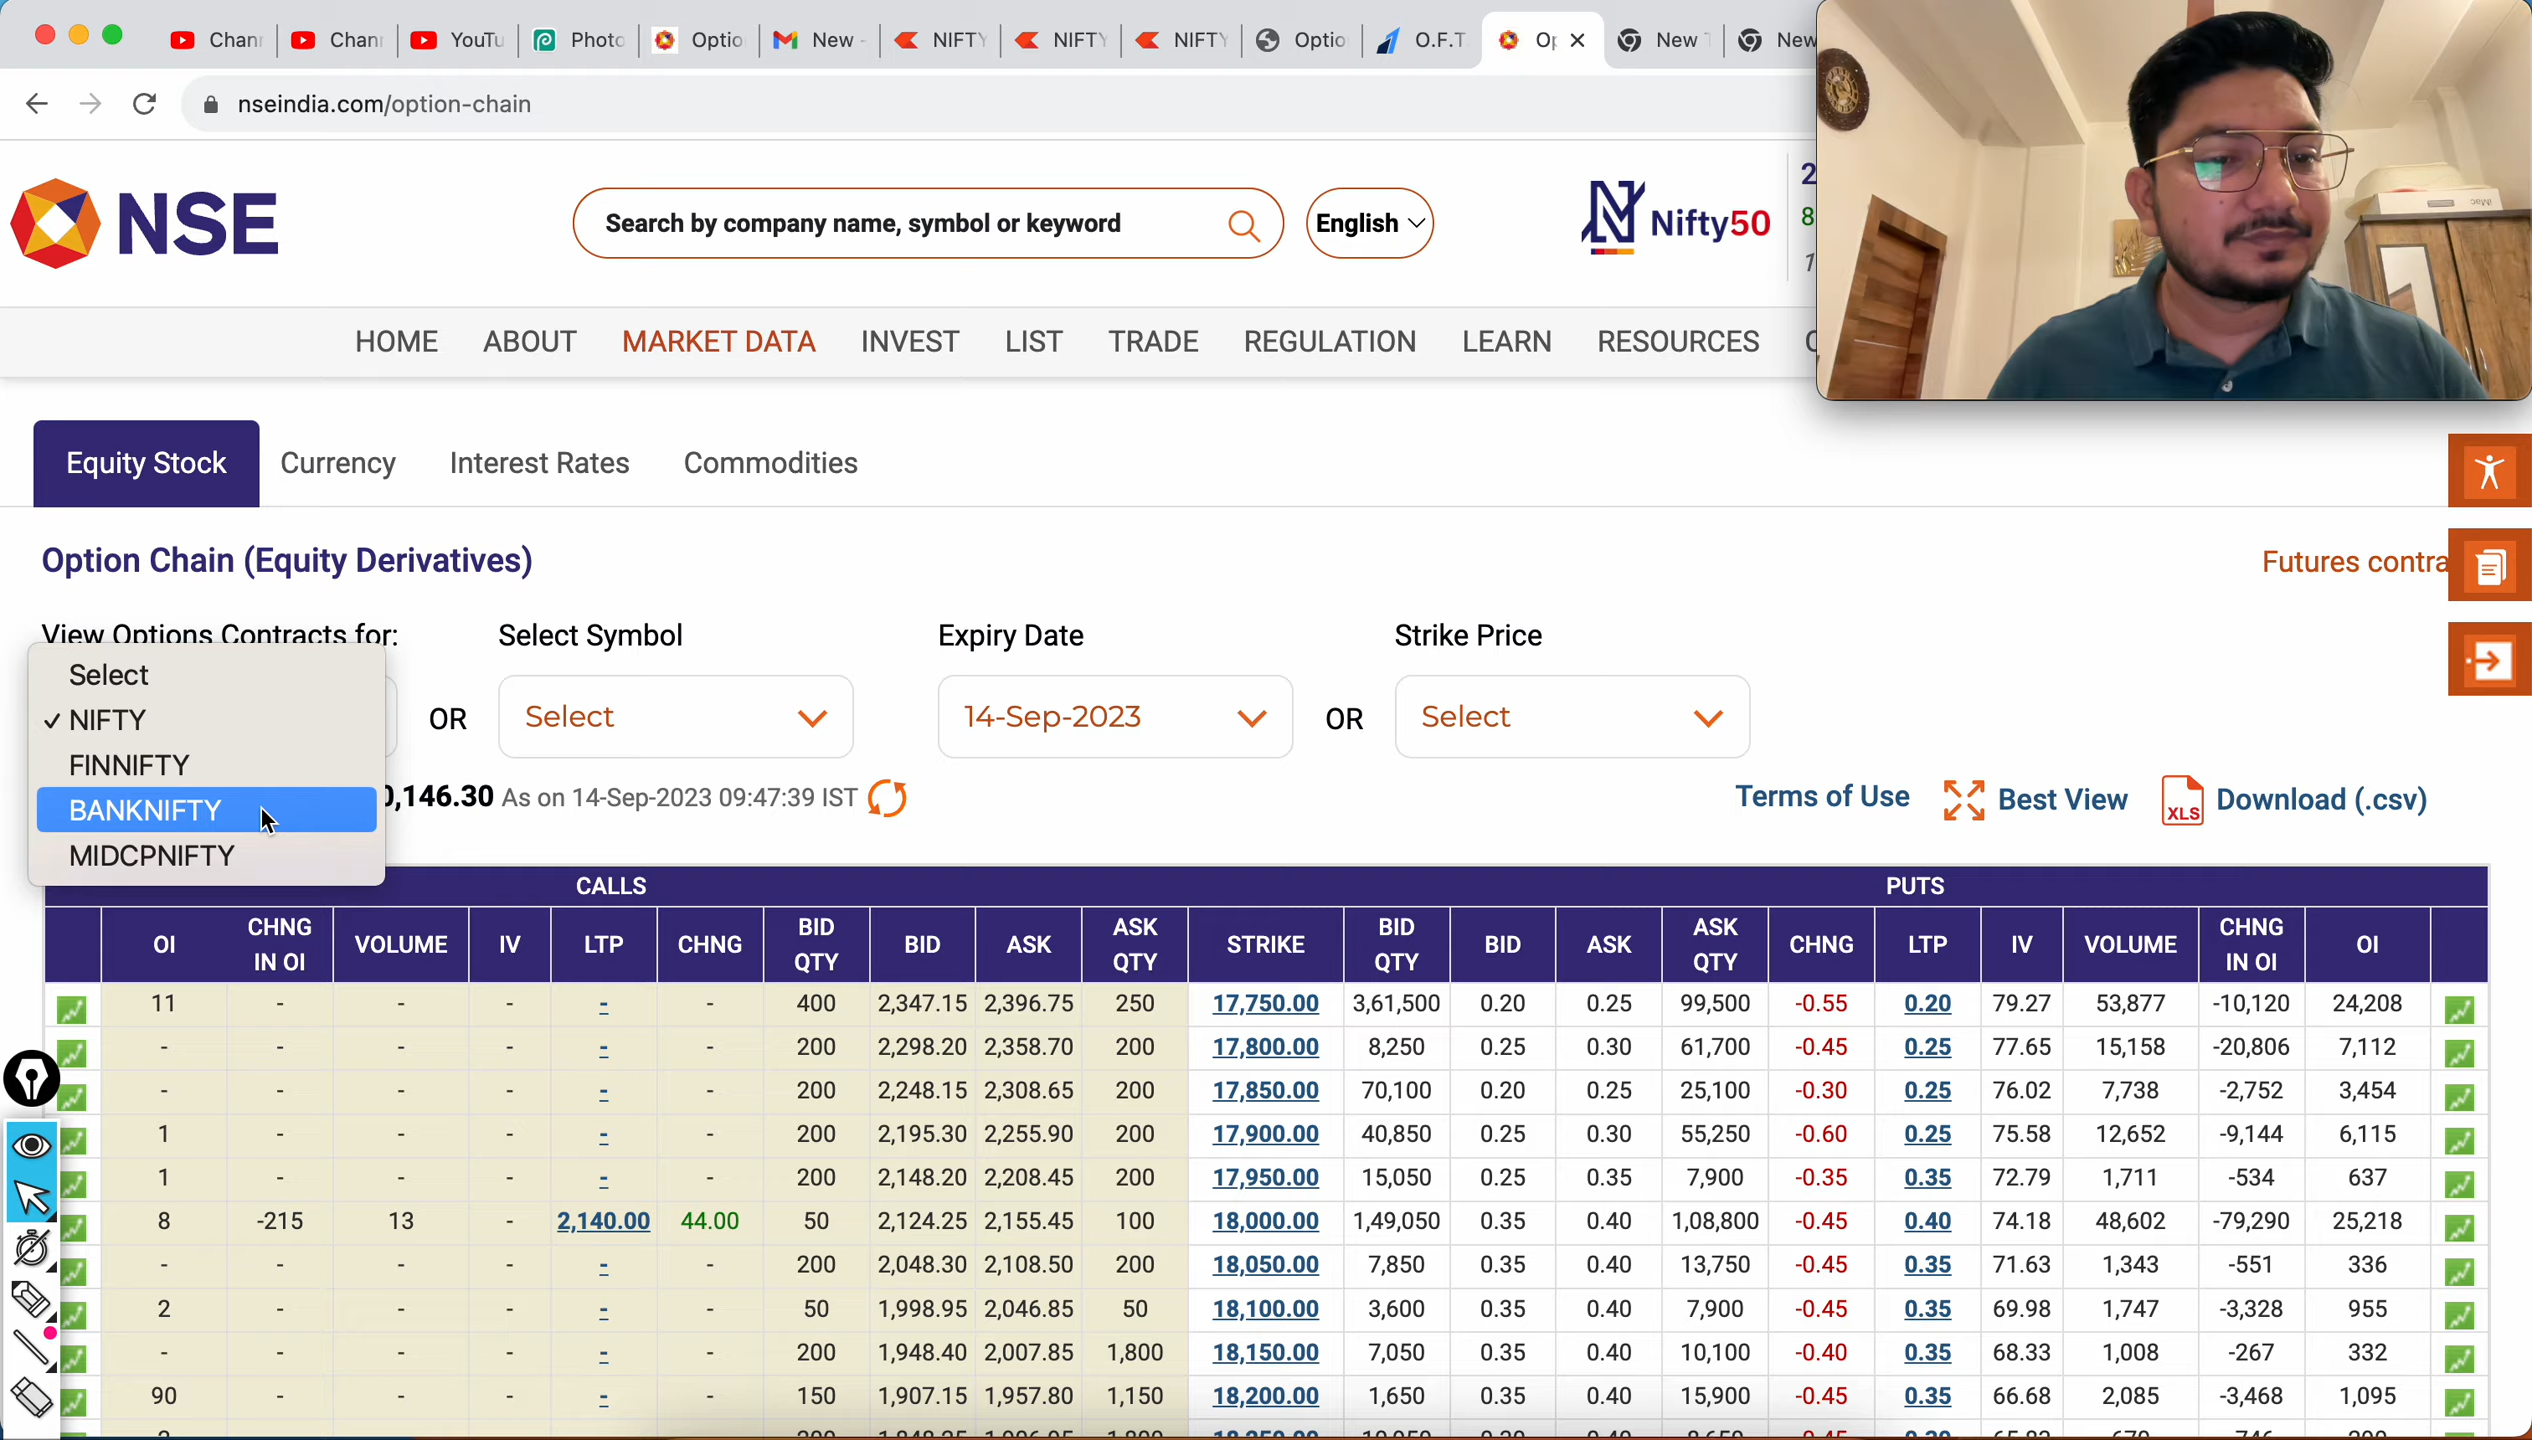 Chan
Chan
YouTu
Photo
Optio
New -
NIFTY
NIFTY
NIFTY
Optio
O.F.T
Op
New T
New
nseindia.com/option-chain
NSE
Search by company name, symbol or keyword
English
Nifty50
HOME ABOUT MARKET DATA INVEST LIST TRADE REGULATION LEARN RESOURCES
Equity Stock Currency Interest Rates Commodities
Option Chain (Equity Derivatives)
Futures contra
View Options Contracts for: Select Symbol Expiry Date Strike Price
Select
NIFTY
FINNIFTY
BANKNIFTY
MIDCPNIFTY
OR Select 14-Sep-2023 OR Select
0,146.30 As on 14-Sep-2023 09:47:39 IST
Terms of Use Best View XLS Download (.csv)
CALLS PUTS
OI CHNG IN OI VOLUME IV LTP CHNG BID QTY BID ASK ASK QTY STRIKE BID QTY BID ASK ASK QTY CHNG LTP IV VOLUME CHNG IN OI OI
11 - - - - - 400 2,347.15 2,396.75 250 17,750.00 3,61,500 0.20 0.25 99,500 -0.55 0.20 79.27 53,877 -10,120 24,208
- - - - - - 200 2,298.20 2,358.70 200 17,800.00 8,250 0.25 0.30 61,700 -0.45 0.25 77.65 15,158 -20,806 7,112
- - - - - - 200 2,248.15 2,308.65 200 17,850.00 70,100 0.20 0.25 25,100 -0.30 0.25 76.02 7,738 -2,752 3,454
1 - - - - - 200 2,195.30 2,255.90 200 17,900.00 40,850 0.25 0.30 55,250 -0.60 0.25 75.58 12,652 -9,144 6,115
1 - - - - - 200 2,148.20 2,208.45 200 17,950.00 15,050 0.25 0.35 7,900 -0.35 0.35 72.79 1,711 -534 637
8 -215 13 - 2,140.00 44.00 50 2,124.25 2,155.45 100 18,000.00 1,49,050 0.35 0.40 1,08,800 -0.45 0.40 74.18 48,602 -79,290 25,218
- - - - - - 200 2,048.30 2,108.50 200 18,050.00 7,850 0.35 0.40 13,750 -0.45 0.35 71.63 1,343 -551 336
2 - - - - - 50 1,998.95 2,046.85 50 18,100.00 3,600 0.35 0.40 7,900 -0.45 0.35 69.98 1,747 -3,328 955
- - - - - - 200 1,948.40 2,007.85 1,800 18,150.00 7,050 0.35 0.40 10,100 -0.40 0.35 68.33 1,008 -267 332
90 - - - - - 150 1,907.15 1,957.80 1,150 18,200.00 1,650 0.35 0.40 15,900 -0.45 0.35 66.68 2,085 -3,468 1,095